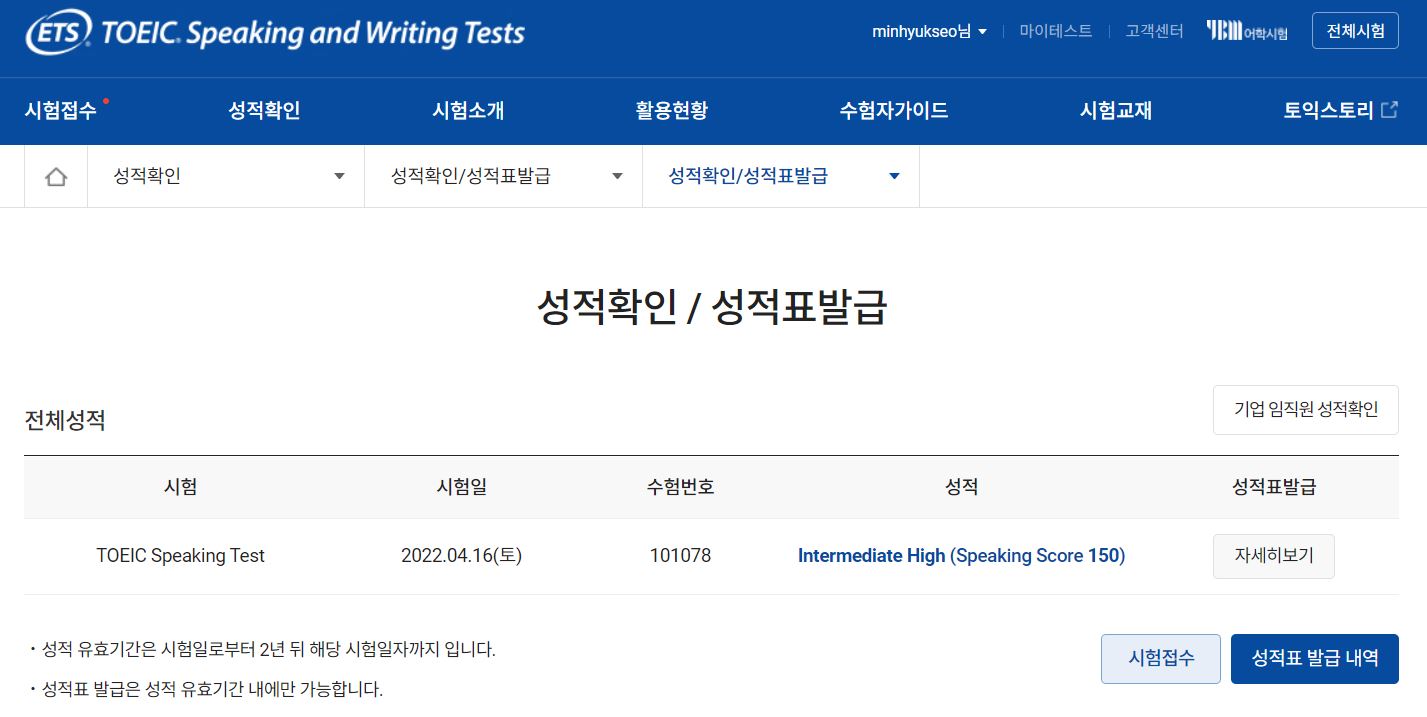 ETS TOEIC Speaking and Writing Tests
minhyukseo님 마이테스트 고객센터 YBM 어학시험 전체시험
시험접수 성적확인 시험소개 활용현황 수험자가이드 시험교재 토익스토리
성적확인 성적확인/성적표발급 성적확인/성적표발급
성적확인 / 성적표발급
전체성적 기업 임직원 성적확인
시험 시험일 수험번호 성적 성적표발급
TOEIC Speaking Test 2022.04.16(토) 101078 Intermediate High (Speaking Score 150) 자세히보기
· 성적 유효기간은 시험일로부터 2년 뒤 해당 시험일자까지 입니다.
시험접수 성적표 발급 내역
· 성적표 발급은 성적 유효기간 내에만 가능합니다.